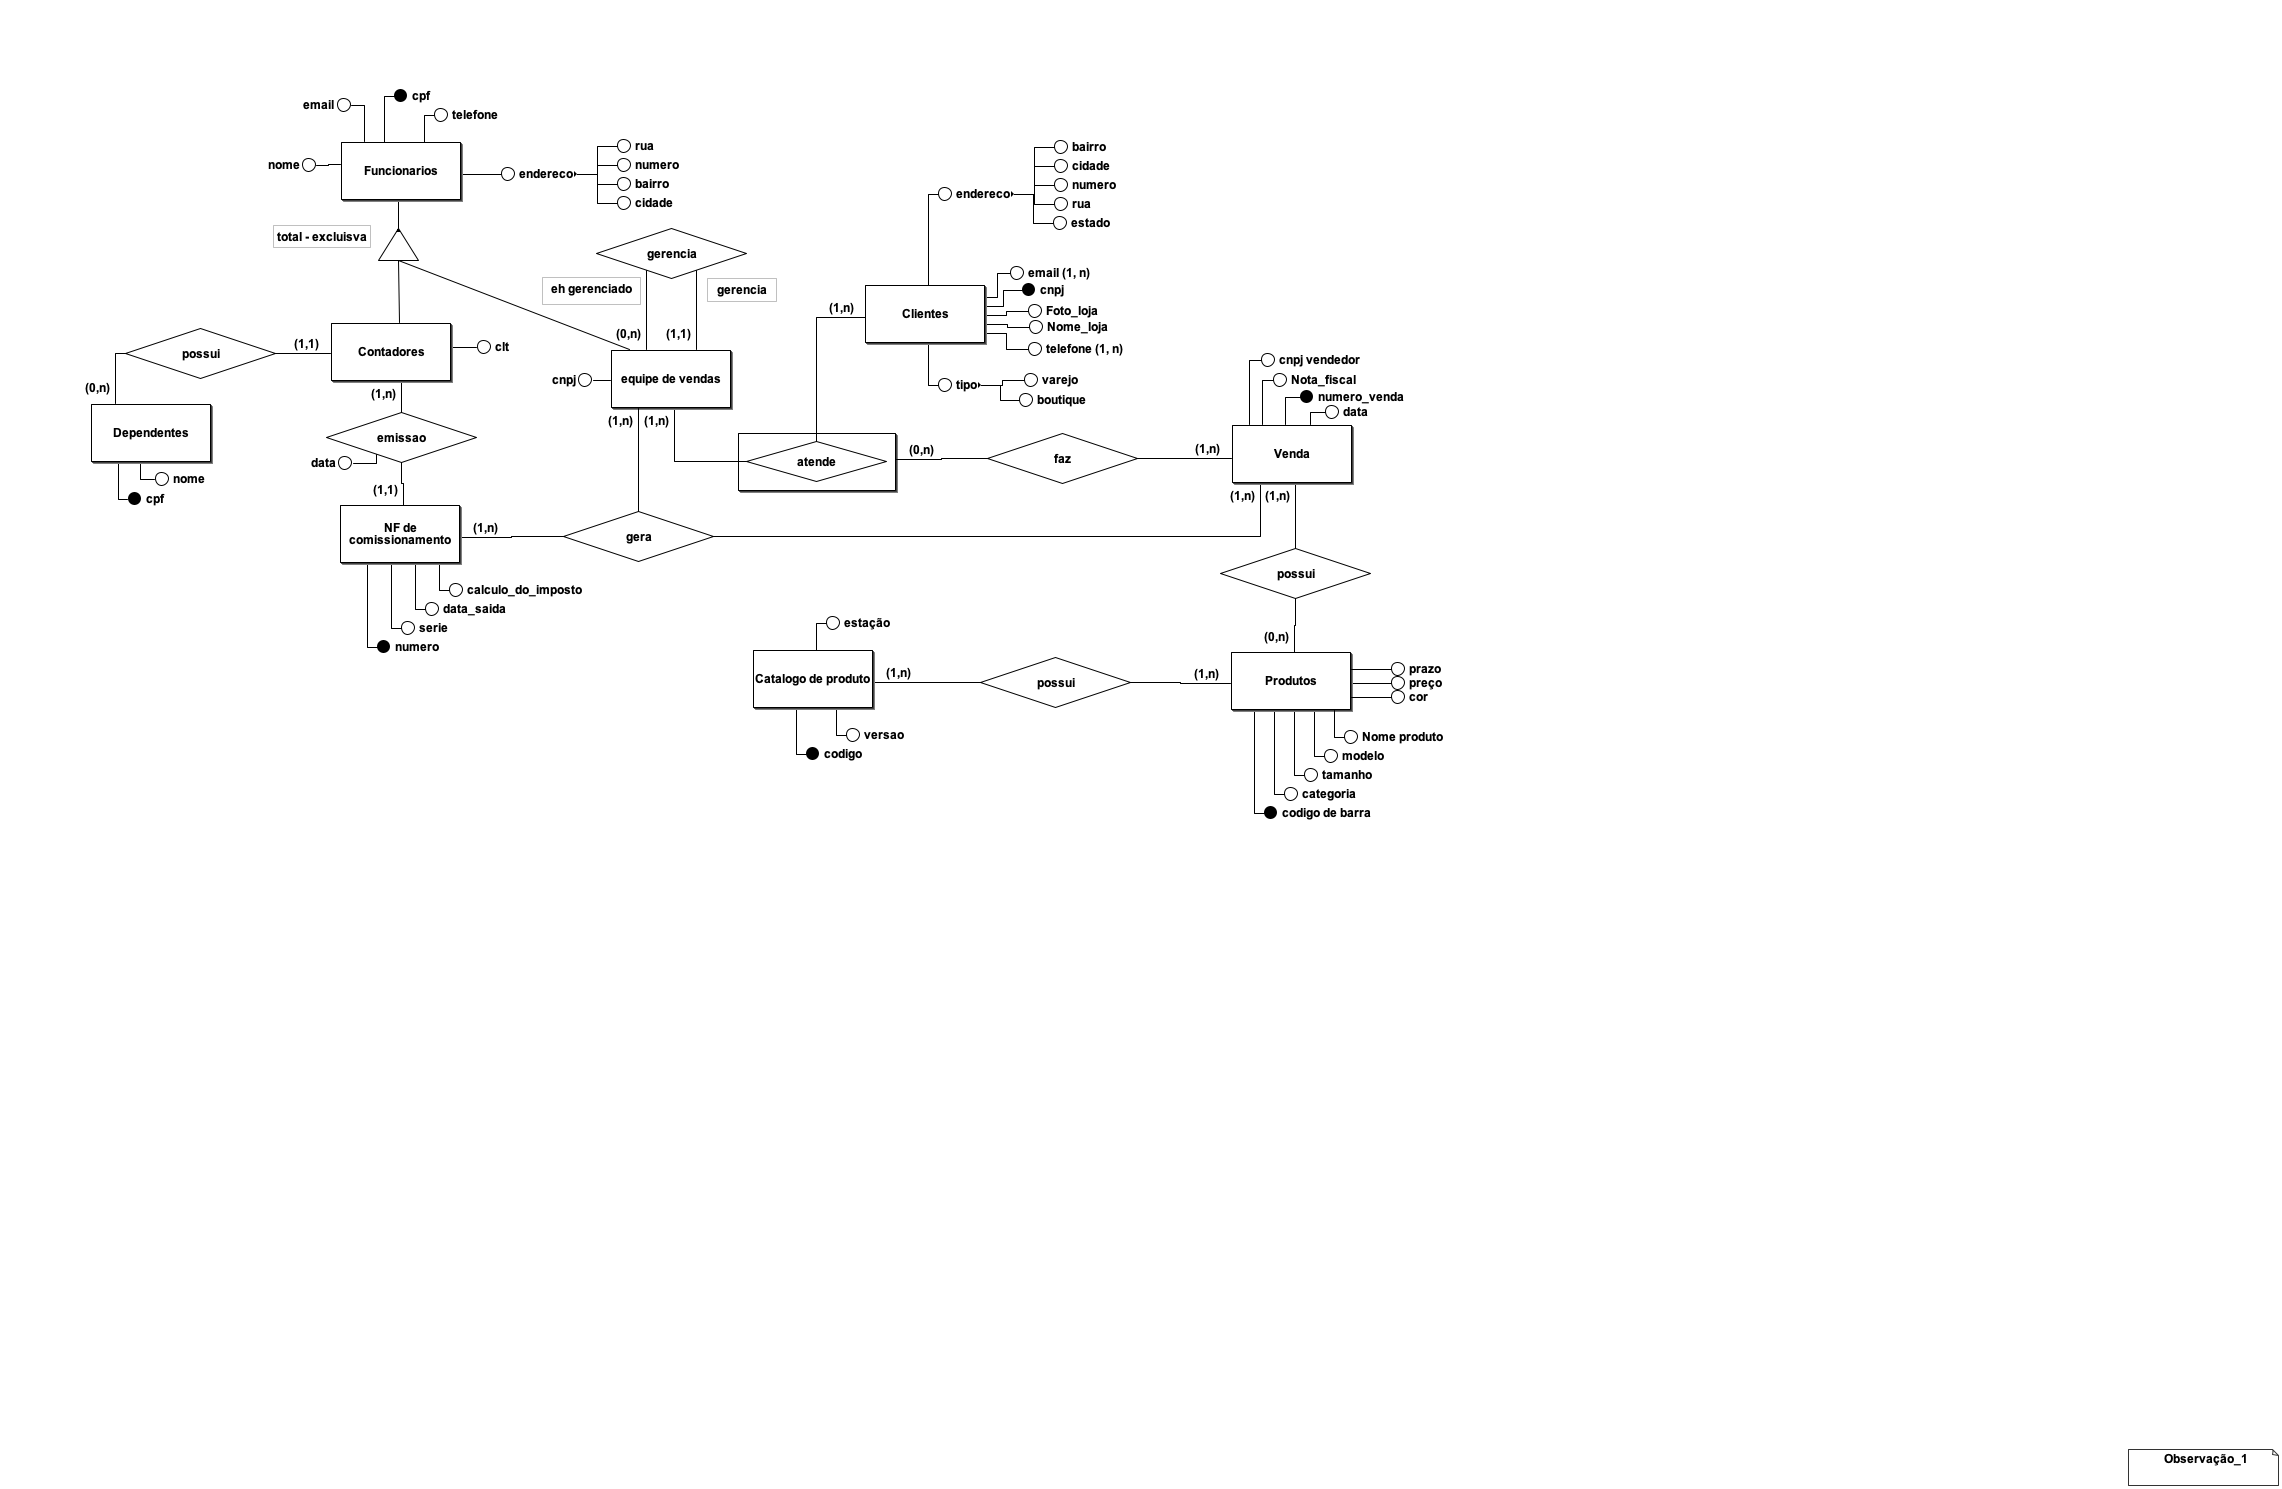 cpf
email
telefone
nome
Funcionarios
endereco
rua
numero
bairro
cidade
total - excluisva
gerencia
eh gerenciado
gerencia
(0,n)
(1,1)
bairro
cidade
endereco
numero
rua
estado
email (1, n)
cnpj
Foto_loja
Nome_loja
telefone (1, n)
(1,n)
Clientes
tipo
varejo
boutique
possui
(1,1)
Contadores
clt
(0,n)
(1,n)
Dependentes
nome
cpf
emissao
data
(1,1)
cnpj
equipe de vendas
(1,n)
(1,n)
atende
(0,n)
faz
(1,n)
cnpj vendedor
Nota_fiscal
numero_venda
data
Venda
(1,n)
(1,n)
NF de
comissionamento
(1,n)
gera
possui
calculo_do_imposto
data_saida
serie
numero
estação
(0,n)
Catalogo de produto
(1,n)
possui
(1,n)
Produtos
prazo
preço
cor
versao
codigo
Nome produto
modelo
tamanho
categoria
codigo de barra
Observação_1